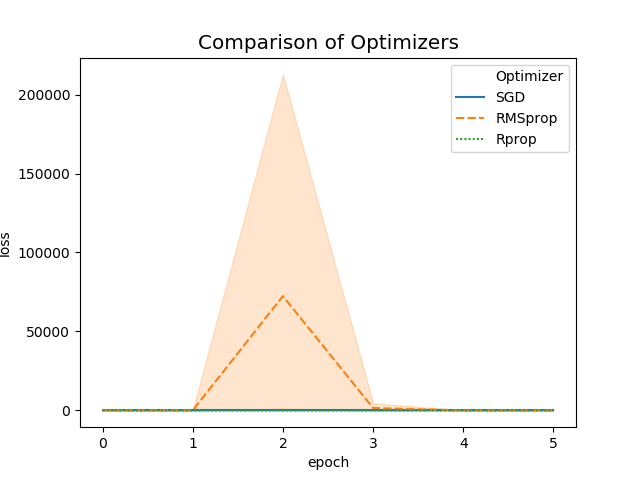 Comparison of Optimizers
200000
150000
100000
50000
0
loss
Optimizer
SGD
RMSprop
Rprop
0 1 2 3 4 5
epoch